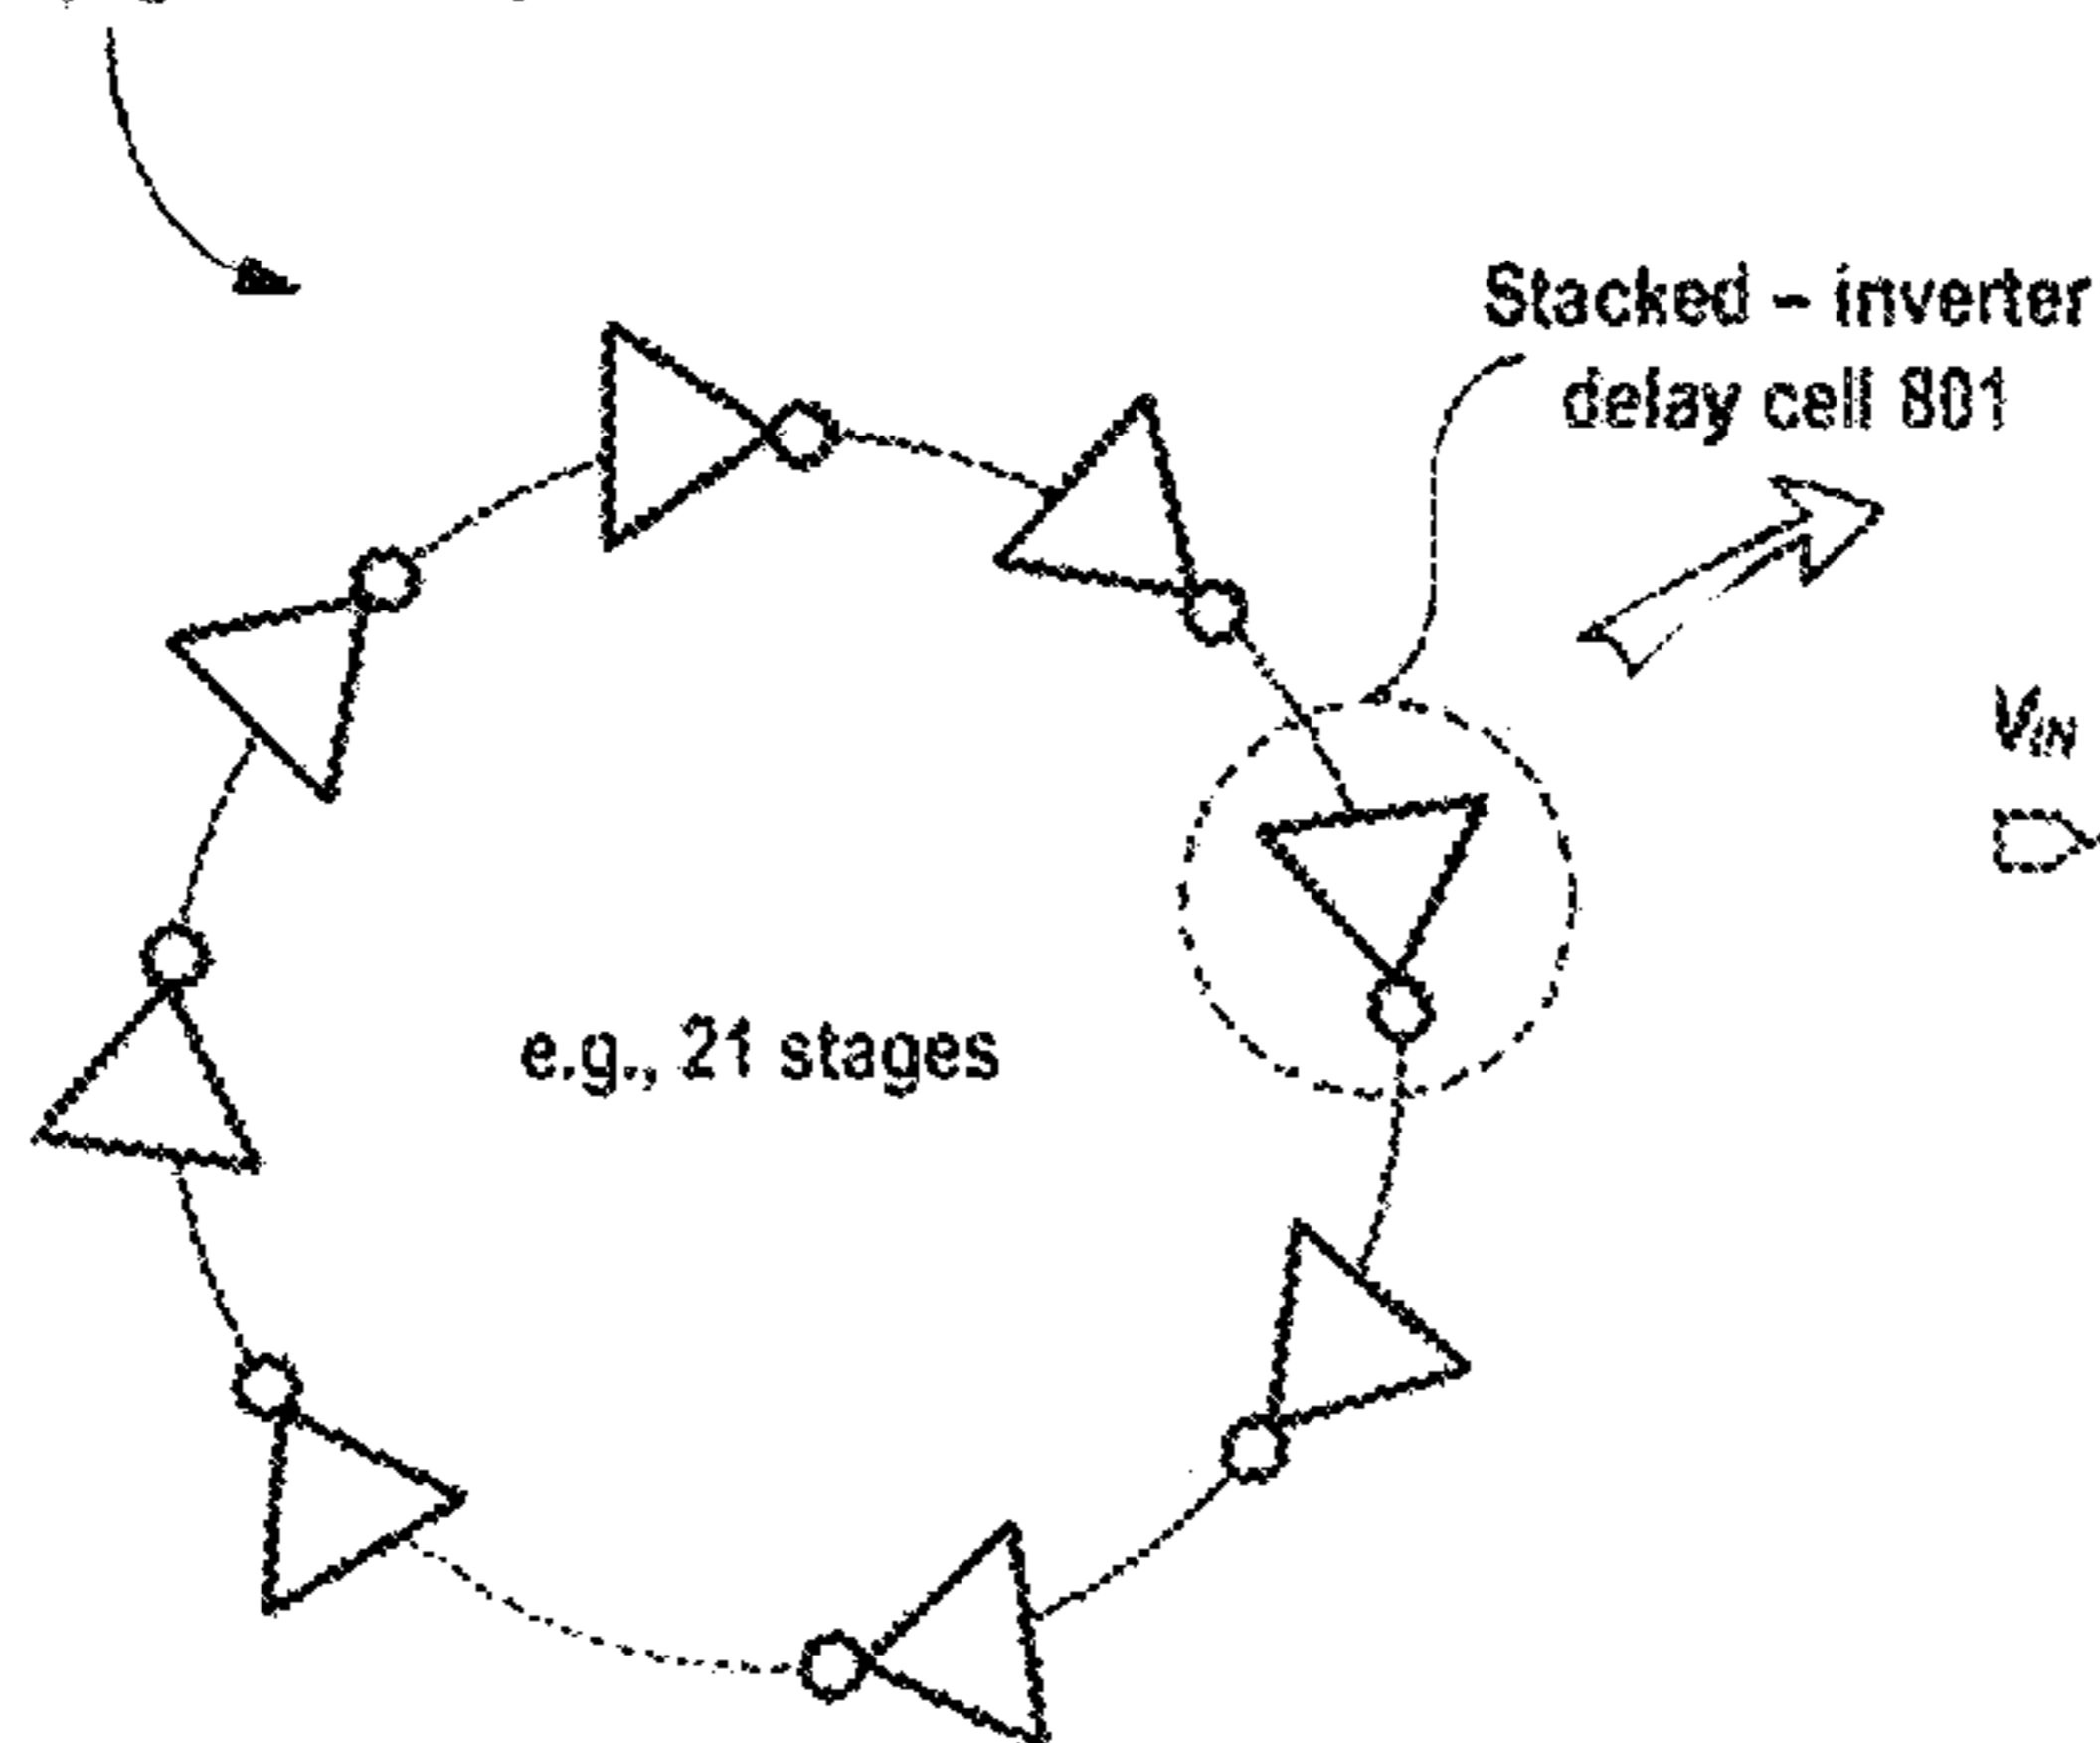 Stacked – inverter
delay cell 801
VIN
e.g., 21 stages